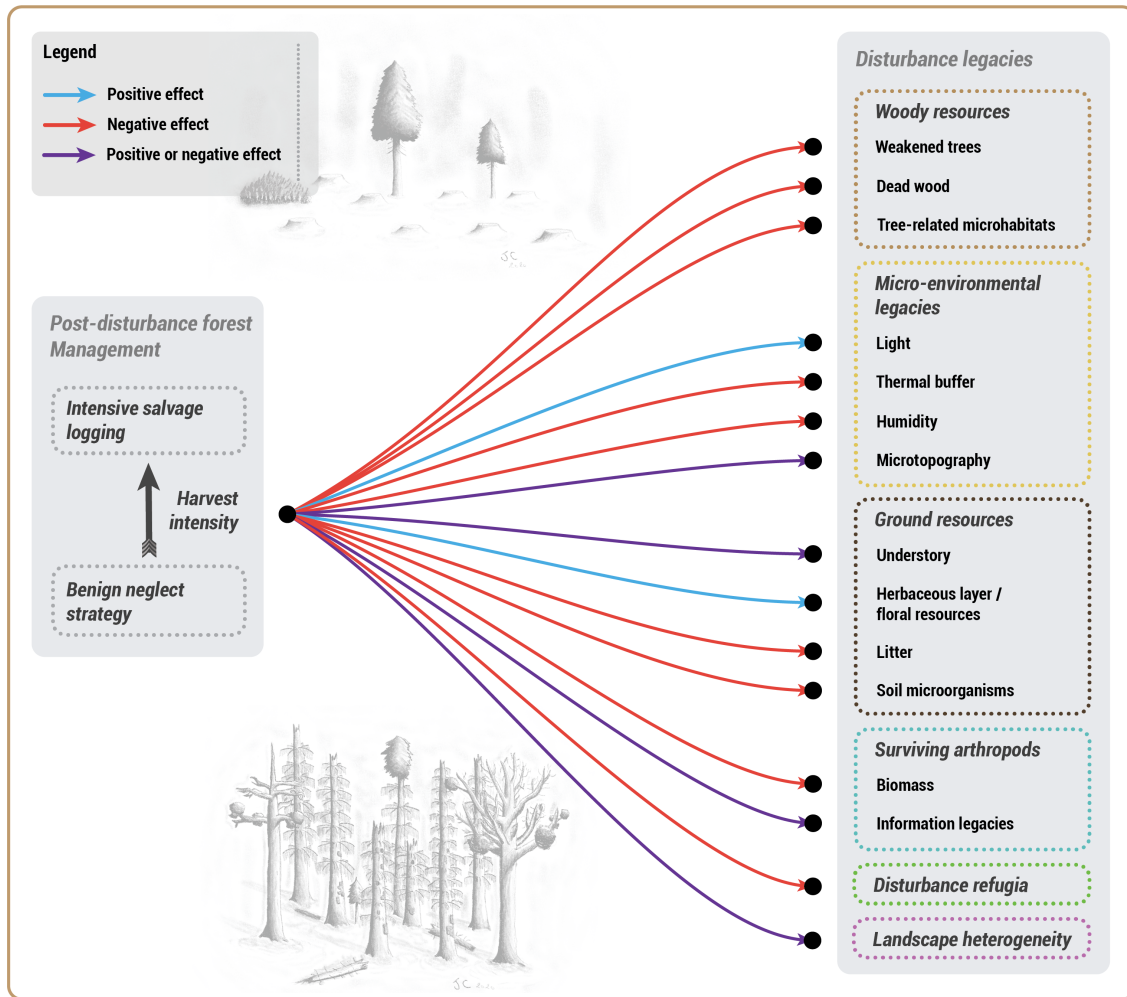 Legend
Positive effect
Negative effect
Positive or negative effect
Post-disturbance forest
Management
Intensive salvage
logging
Harvest
intensity
Benign neglect
strategy
Disturbance legacies
Woody resources
Weakened trees
Dead wood
Tree-related microhabitats
Micro-environmental
legacies
Light
Thermal buffer
Humidity
Microtopography
Ground resources
Understory
Herbaceous layer /
floral resources
Litter
Soil microorganisms
Surviving arthropods
Biomass
Information legacies
Disturbance refugia
Landscape heterogeneity
JC
JC